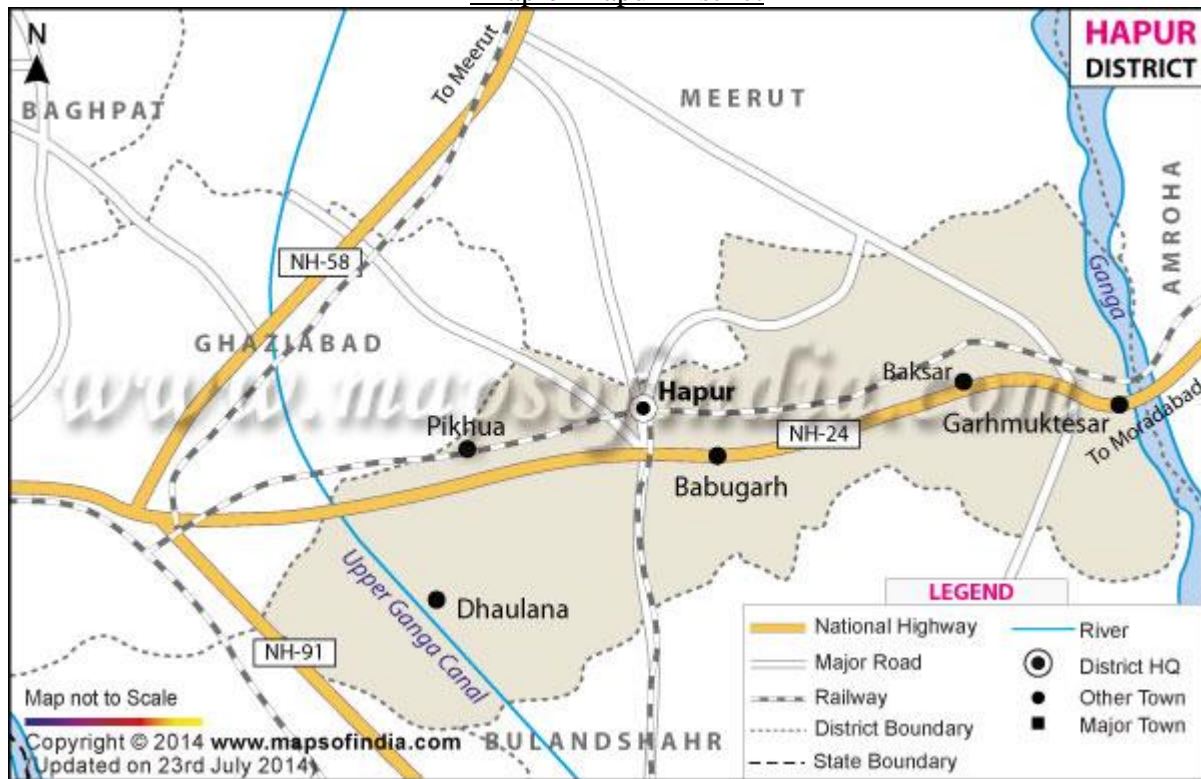 HAPUR
DISTRICT
N
BAGHPAT
To Meerut
MEERUT
AMROHA
NH-58
Ganga
GHAZIABAD
www.mapsofindia.com
Hapur
Baksar
Pikhua
NH-24
Garhmuktesar
To Moradabad
Babugarh
Upper Ganga Canal
Dhaulana
NH-91
BULANDSHAHR
LEGEND
National Highway
Major Road
Railway
District Boundary
State Boundary
River
District HQ
Other Town
Major Town
Map not to Scale
Copyright © 2014 www.mapsofindia.com
(Updated on 23rd July 2014)